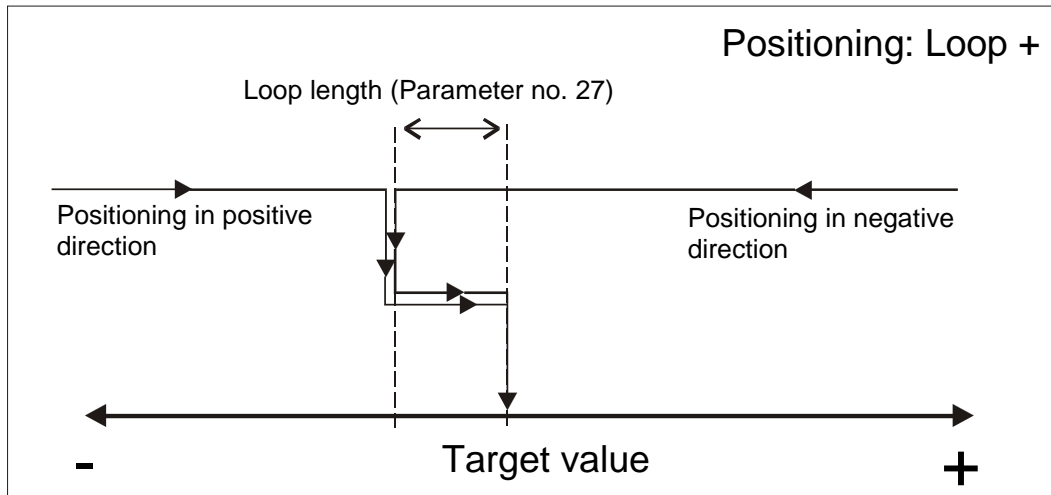 Positioning: Loop +
Loop length (Parameter no. 27)
Positioning in positive
direction
Positioning in negative
direction
- Target value +